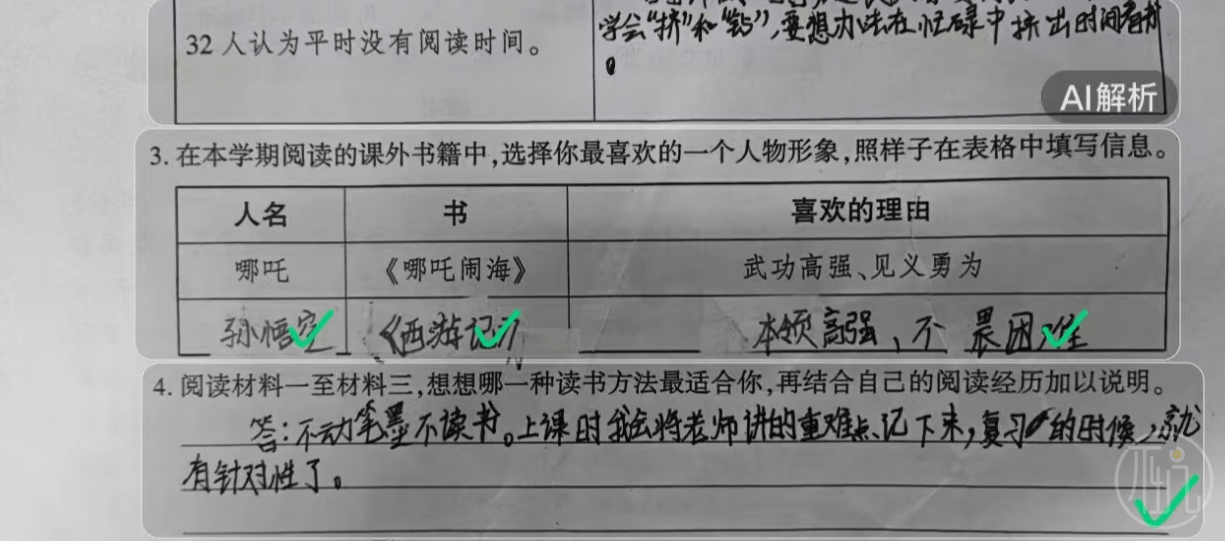 学会“挤”和“钻”,要想办法在忙碌中挤出时间看书
。
32 人认为平时没有阅读时间。
AI解析
3. 在本学期阅读的课外书籍中,选择你最喜欢的一个人物形象,照样子在表格中填写信息。
人名 书 喜欢的理由
哪吒 《哪吒闹海》 武功高强、见义勇为
孙悟空 《西游记》 本领高强、不畏困难
4. 阅读材料一至材料三,想想哪一种读书方法最适合你,再结合自己的阅读经历加以说明。
答:不动笔墨不读书。上课时我会将老师讲的重难点记下来,复习的时候,就
有针对性了。